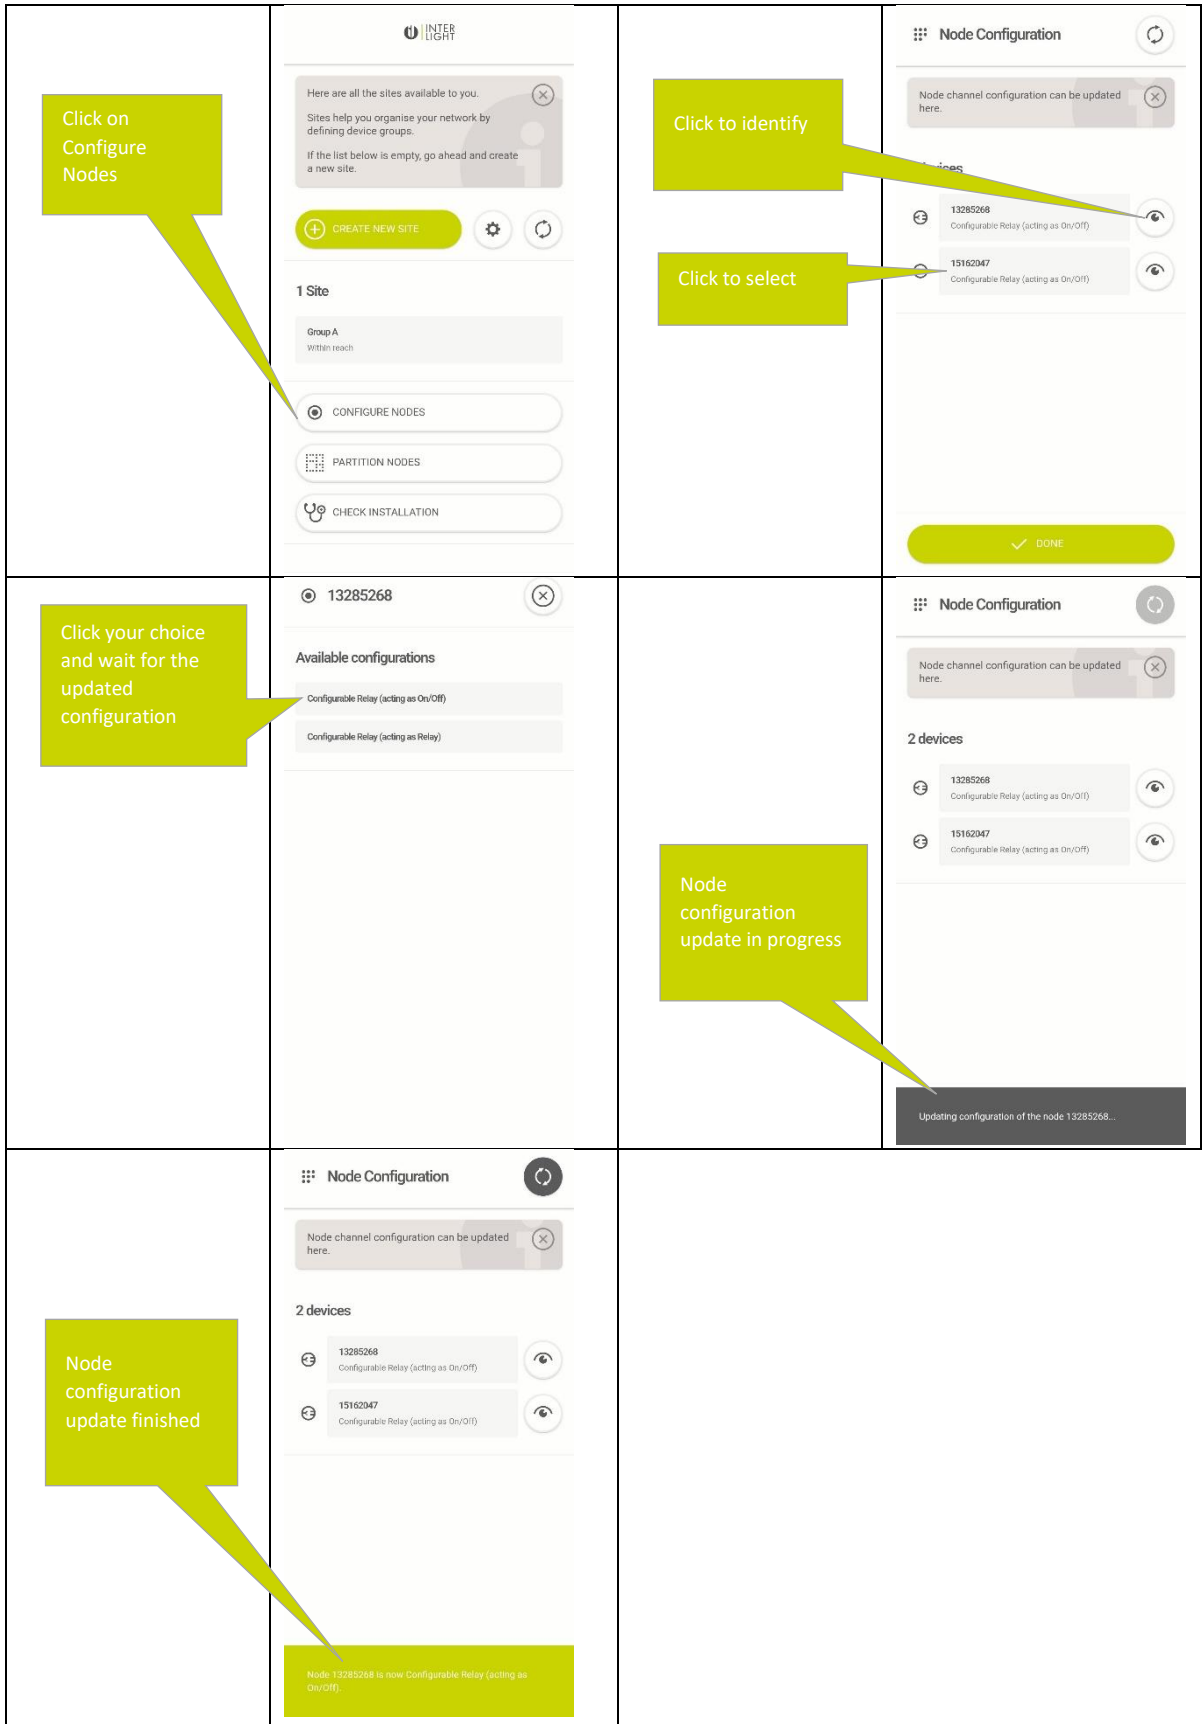 Click on
Configure
Nodes
INTER
LIGHT
Here are all the sites available to you.
Sites help you organise your network by
defining device groups.
If the list below is empty, go ahead and create
a new site.
CREATE NEW SITE
1 Site
Group A
Within reach
CONFIGURE NODES
PARTITION NODES
CHECK INSTALLATION
Click to identify
Click to select
Node Configuration
Node channel configuration can be updated
here.
13285268
Configurable Relay (acting as On/Off)
15162047
Configurable Relay (acting as On/Off)
DONE
Click your choice
and wait for the
updated
configuration
13285268
Available configurations
Configurable Relay (acting as On/Off)
Configurable Relay (acting as Relay)
Node
configuration
update in progress
Node Configuration
Node channel configuration can be updated
here.
2 devices
13285268
Configurable Relay (acting as On/Off)
15162047
Configurable Relay (acting as On/Off)
Updating configuration of the node 13285268...
Node
configuration
update finished
Node Configuration
Node channel configuration can be updated
here.
2 devices
13285268
Configurable Relay (acting as On/Off)
15162047
Configurable Relay (acting as On/Off)
Node 13285268 is now Configurable Relay (acting as
On/Off).